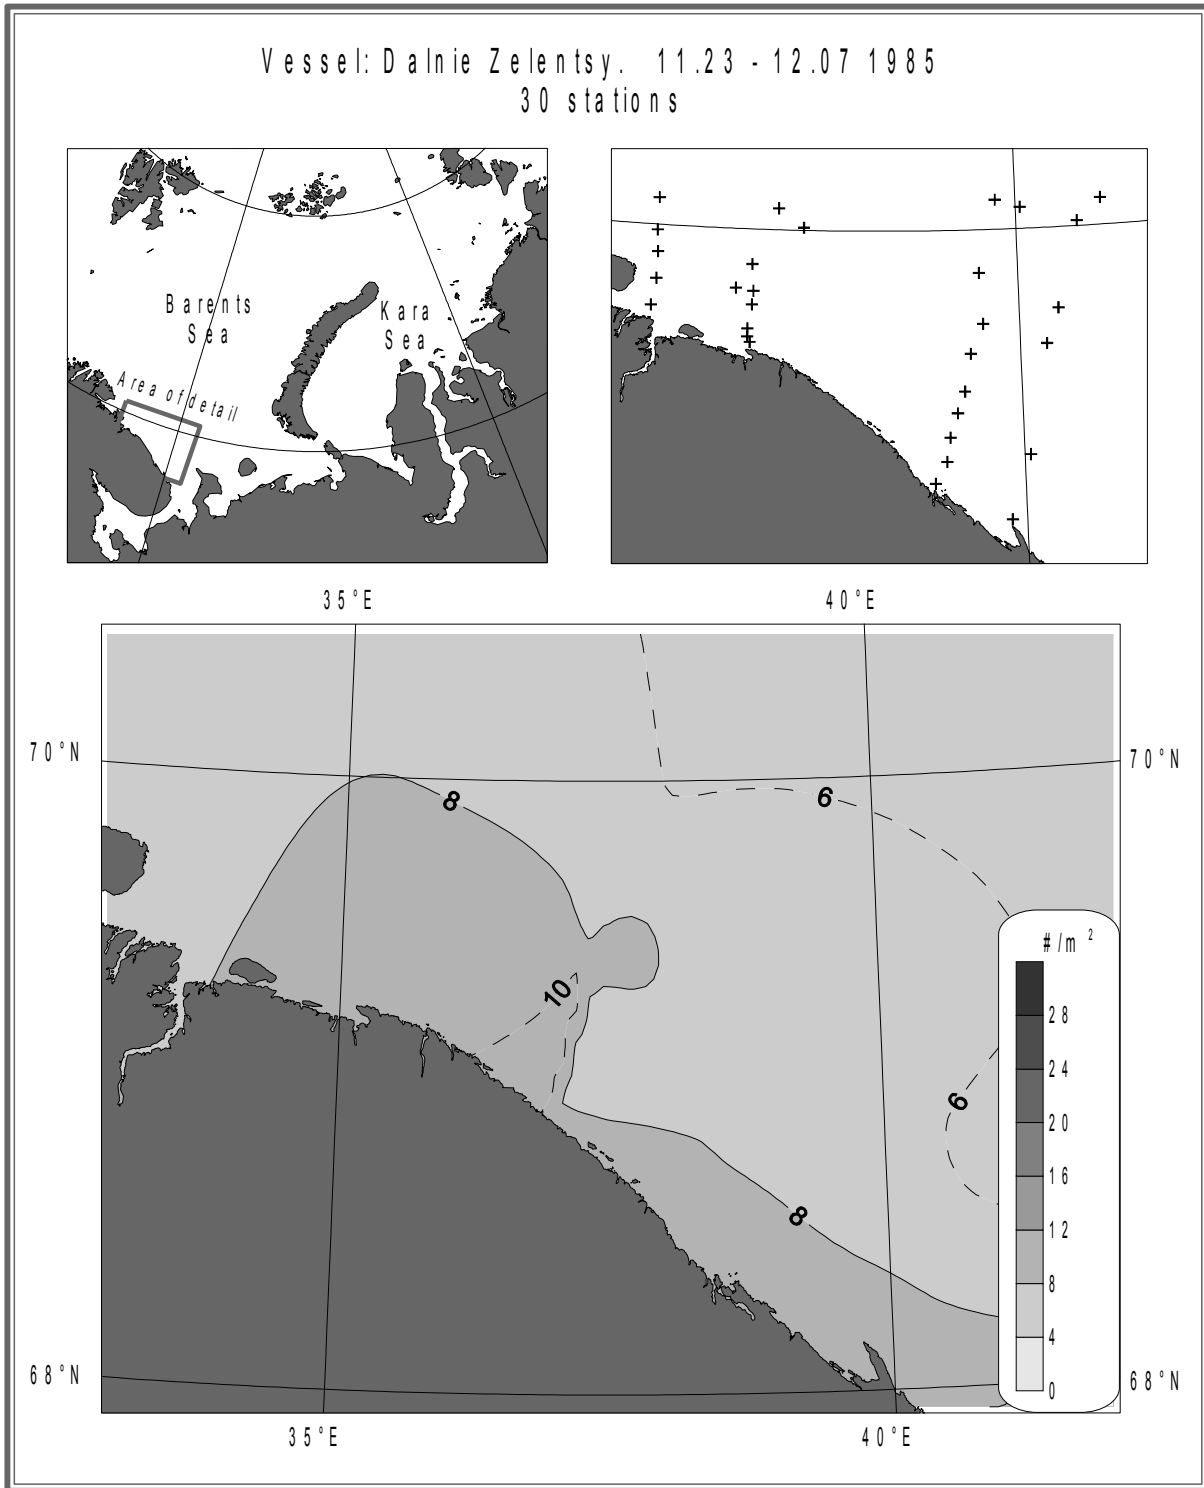 Vessel: Dalnie Zelentsy. 11.23 - 12.07 1985
30 stations
Barents
Sea
Kara
Sea
Area of detail
35°E
40°E
70°N
70°N
8
6
10
6
8
#/m²
28
24
20
16
12
8
4
0
68°N
68°N
35°E
40°E